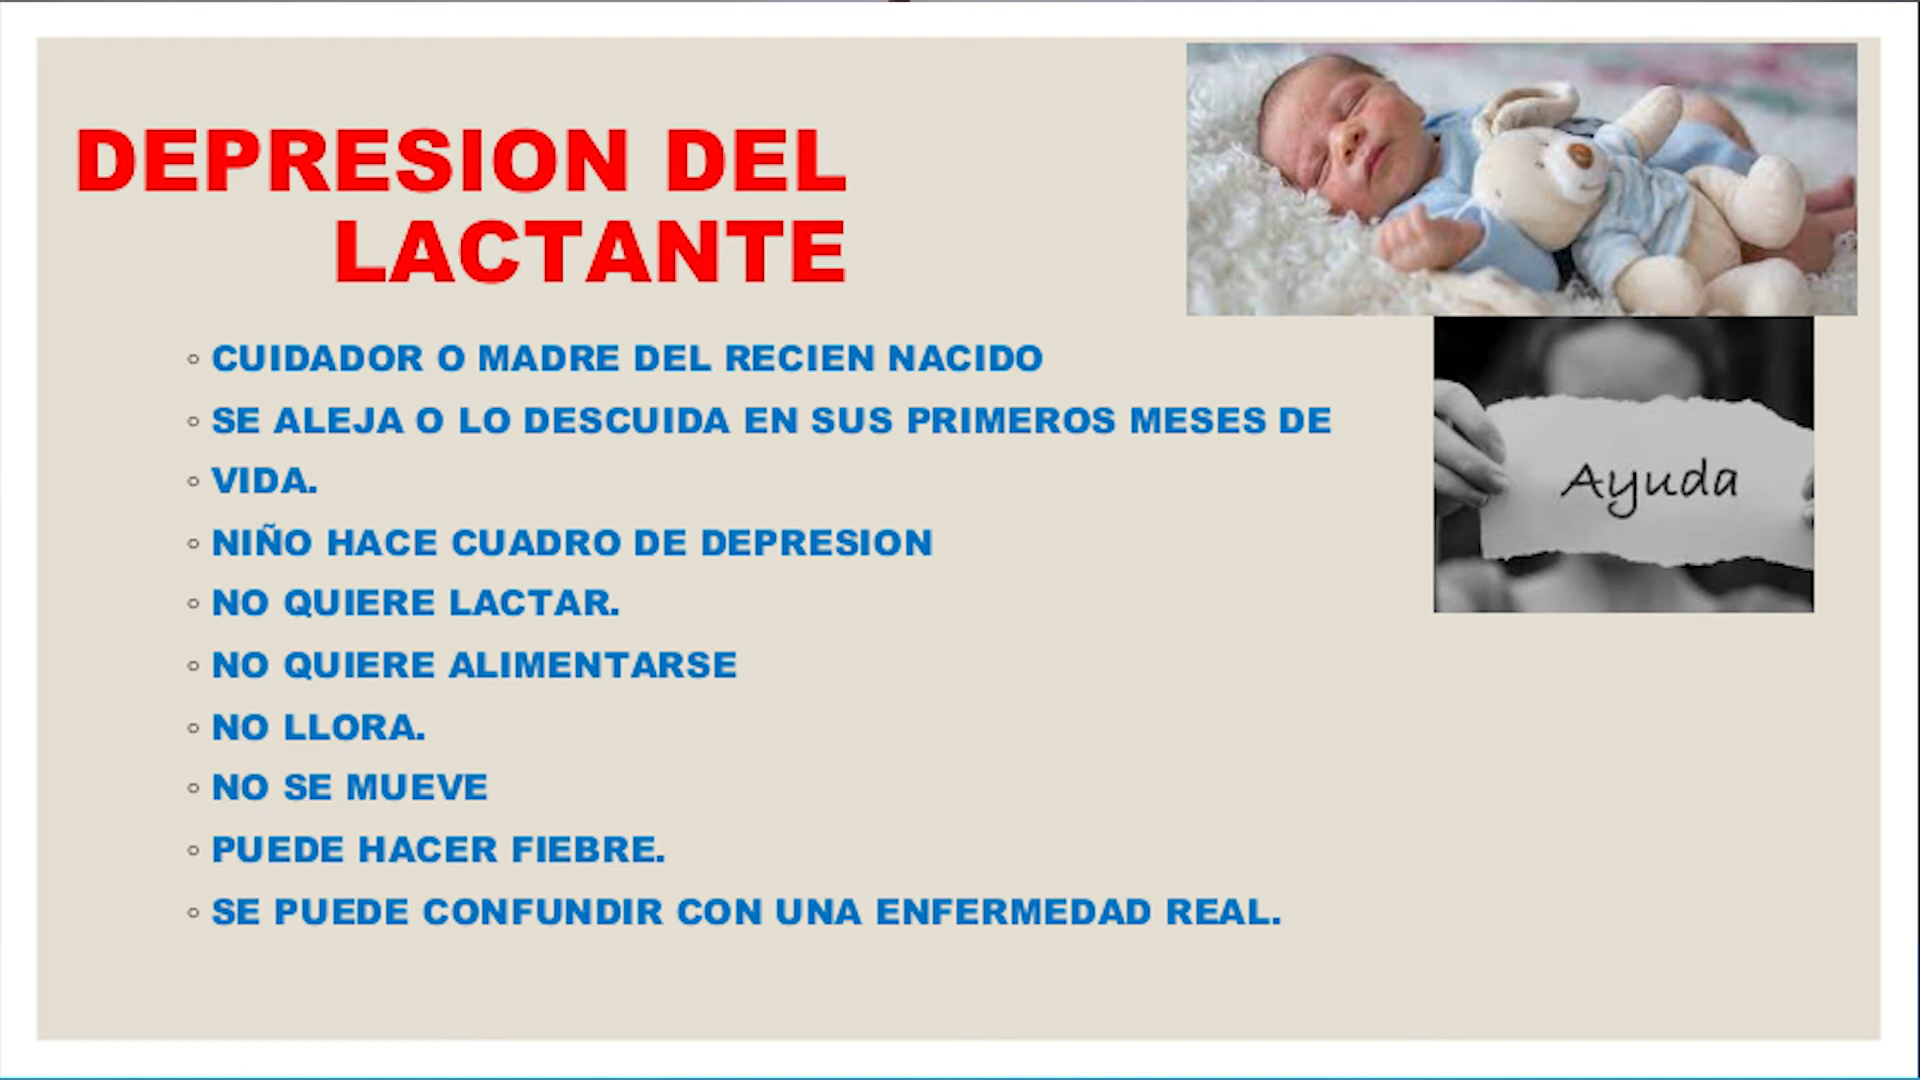 DEPRESION DEL
LACTANTE
CUIDADOR O MADRE DEL RECIEN NACIDO
SE ALEJA O LO DESCUIDA EN SUS PRIMEROS MESES DE
VIDA.
NIÑO HACE CUADRO DE DEPRESION
NO QUIERE LACTAR.
NO QUIERE ALIMENTARSE
NO LLORA.
NO SE MUEVE
PUEDE HACER FIEBRE.
SE PUEDE CONFUNDIR CON UNA ENFERMEDAD REAL.
Ayuda